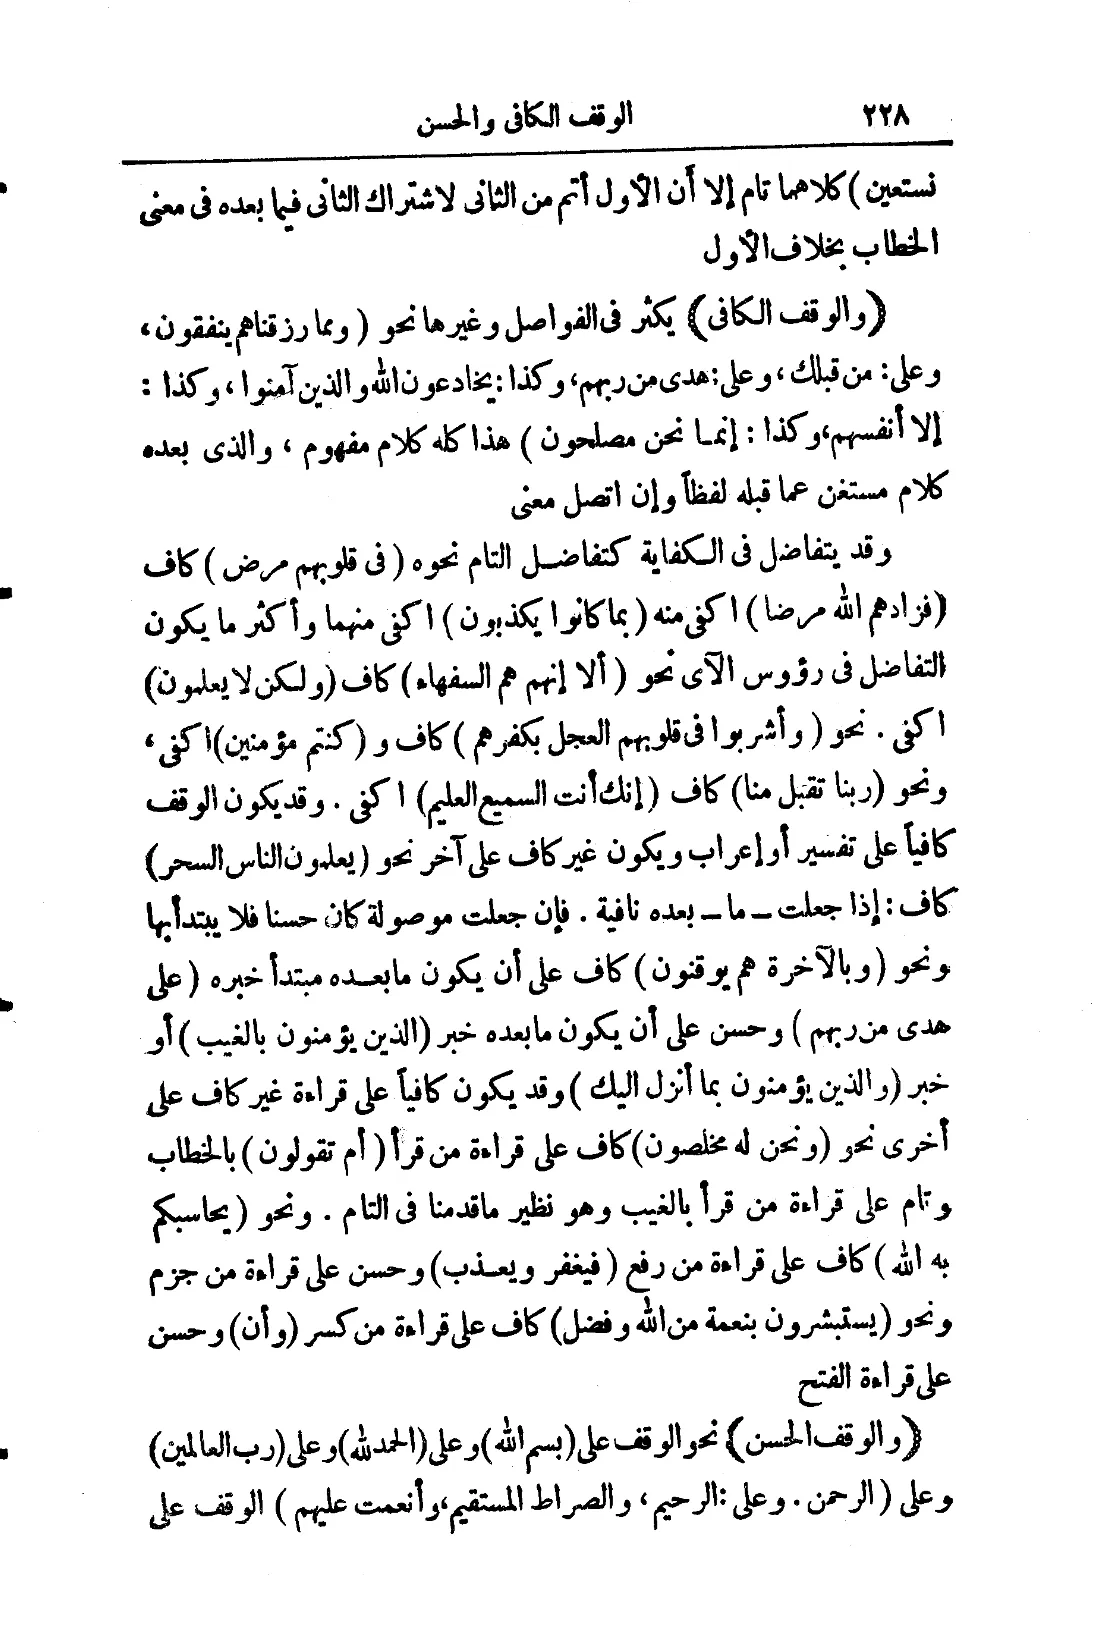 ٢٢٨ الوقف الكافى والحسن
نستعين ) كلاهما تام إلا أن الأول أتم من الثانى لاشتراك الثانى فيما بعده فى معنى
الخطاب بخلاف الأول
﴿ والوقف الكافى ﴾ يكثر فى الفواصل وغيرها نحو ( ومما رزقناهم ينفقون ،
وعلى : من قبلك ، وعلى : هدى من ربهم، وكذا : يخادعون الله والذين آمنوا ، وكذا :
إلا أنفسهم، وكذا : إنما نحن مصلحون ) هذا كله كلام مفهوم ، والذى بعده
كلام مستغن عما قبله لفظاً وإن اتصل معنى
وقد يتفاضل فى الكفاية كتفاضل التام نحوه ( فى قلوبهم مرض ) كاف
( فزادهم الله مرضا ) اكفى منه ( بما كانوا يكذبون ) اكفى منهما وأكثر ما يكون
التفاضل فى رؤوس الآى نحو ( ألا إنهم هم السفهاء ) كاف (ولكن لا يعلمون)
اكفى . نحو ( وأشربوا فى قلوبهم العجل بكفرهم ) كاف و ( كنتم مؤمنين)اكفى ،
ونحو (ربنا تقبل منا) كاف (إنك أنت السميع العليم) اكفى . وقديكون الوقف
كافياً على تفسير أو إعراب ويكون غير كاف على آخر نحو (يعلمون الناس السحر)
كاف : إذا جعلت ــ ما ــ بعده نافية . فإن جعلت موصولة كان حسنا فلا يبتدأ بها
ونحو ( وبالآخرة هم يوقنون ) كاف على أن يكون مابعده مبتدأ خبره ( على
هدى من ربهم ) وحسن على أن يكون مابعده خبر (الذين يؤمنون بالغيب ) أو
خبر (والذين يؤمنون بما أنزل اليك ) وقد يكون كافياً على قراءة غير كاف على
أخرى نحو (ونحن له مخلصون) كاف على قراءة من قرأ ( أم تقولون ) بالخطاب
وتام على قراءة من قرأ بالغيب وهو نظير ماقدمنا فى التام . ونحو ( يحاسبكم
به الله ) كاف على قراءة من رفع ( فيغفر ويعذب) وحسن على قراءة من جزم
ونحو (يستبشرون بنعمة من الله وفضل) كاف على قراءة من كسر (وأن) وحسن
على قراءة الفتح
﴿ والوقف الحسن ﴾ نحو الوقف على (بسم الله) وعلى (الحمد لله) وعلى (رب العالمين)
وعلى ( الرحمن . وعلى : الرحيم ، والصراط المستقيم، وأنعمت عليهم ) الوقف على